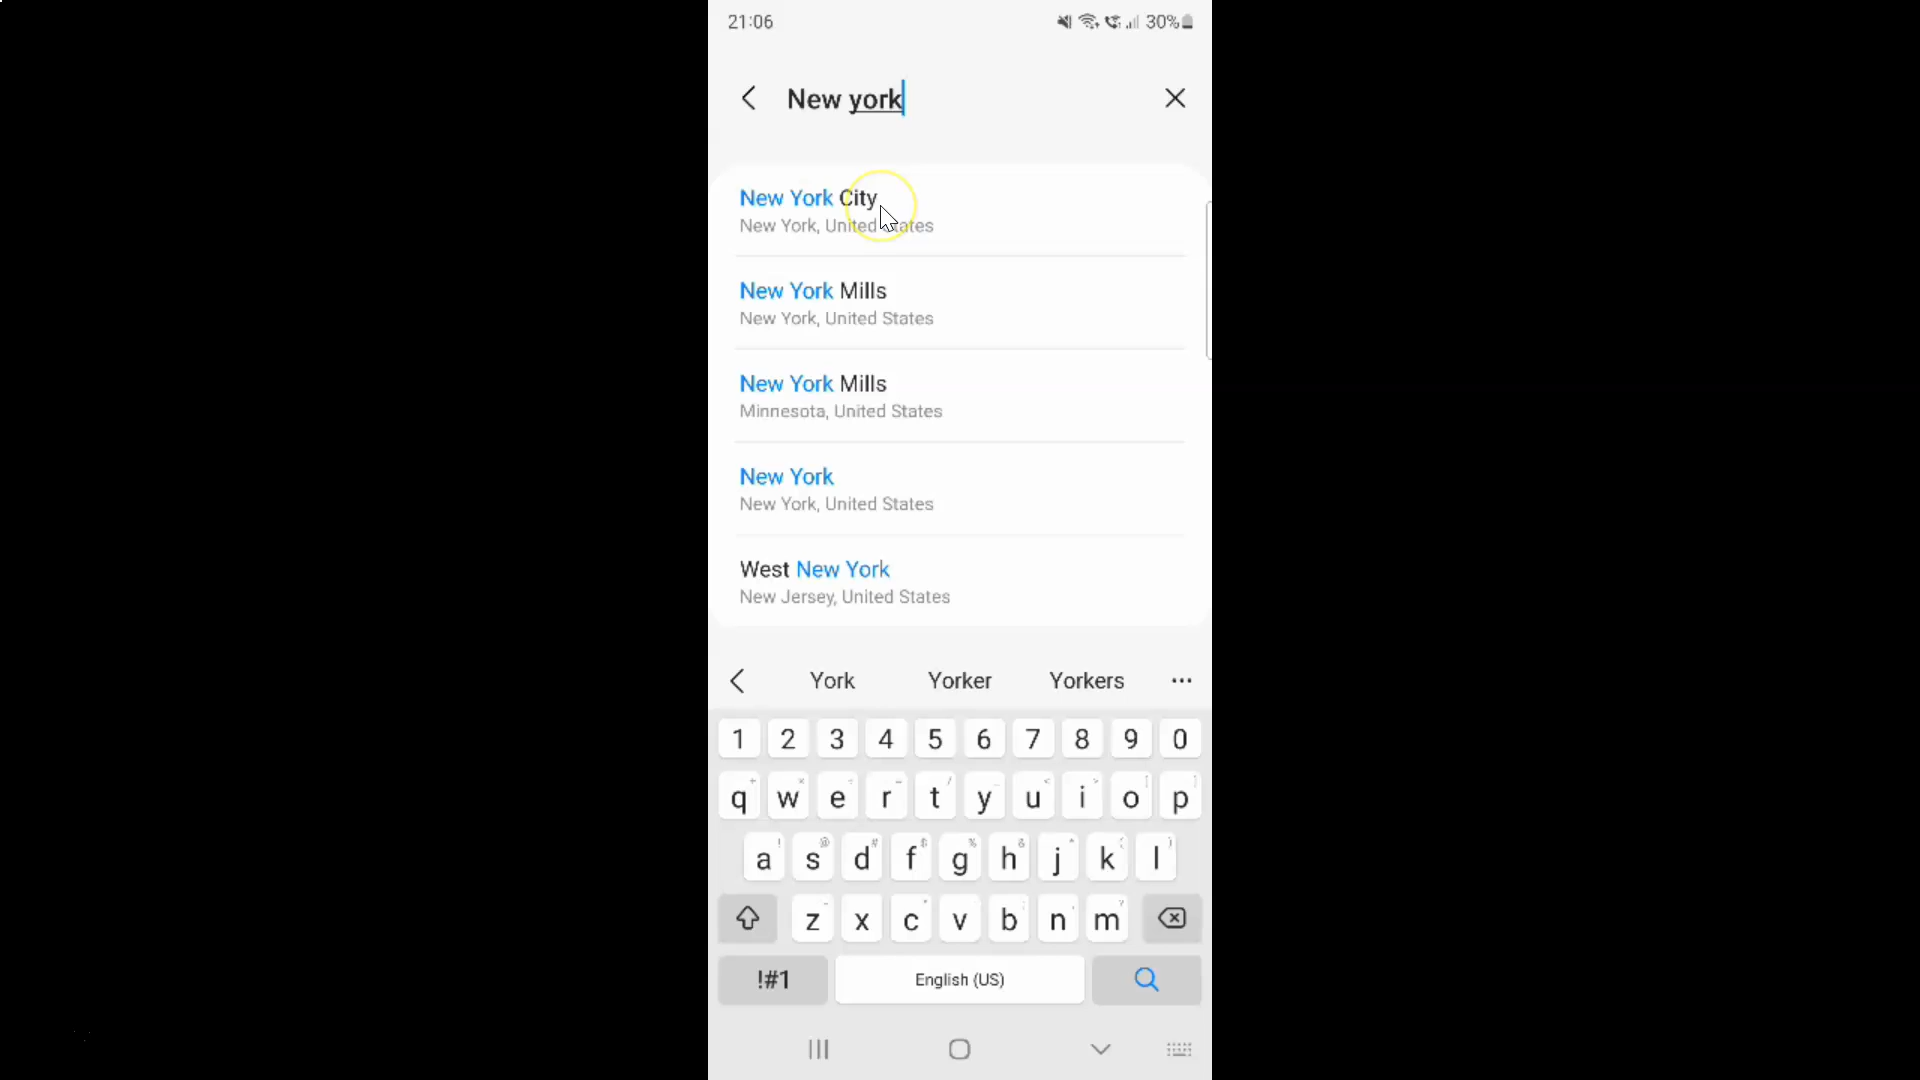 21:06
30%
New york
New York City
New York, United States
New York Mills
New York, United States
New York Mills
Minnesota, United States
New York
New York, United States
West New York
New Jersey, United States
York Yorker Yorkers ...
1 2 3 4 5 6 7 8 9 0
q w e r t y u i o p
a s d f g h j k l
z x c v b n m
!#1 English (US)